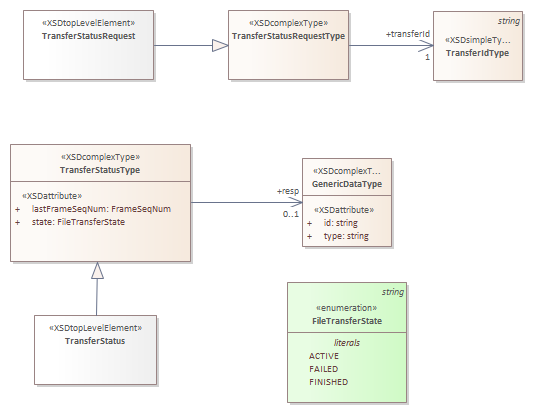 «XSDtopLevelElement»
TransferStatusRequest
«XSDcomplexType»
TransferStatusRequestType
+transferId
1
string
«XSDsimpleTy...
TransferIdType
«XSDcomplexType»
TransferStatusType
«XSDattribute»
+ lastFrameSeqNum: FrameSeqNum
+ state: FileTransferState
+resp
0..1
«XSDcomplexT...
GenericDataType
«XSDattribute»
+ id: string
+ type: string
«XSDtopLevelElement»
TransferStatus
string
«enumeration»
FileTransferState
literals
ACTIVE
FAILED
FINISHED